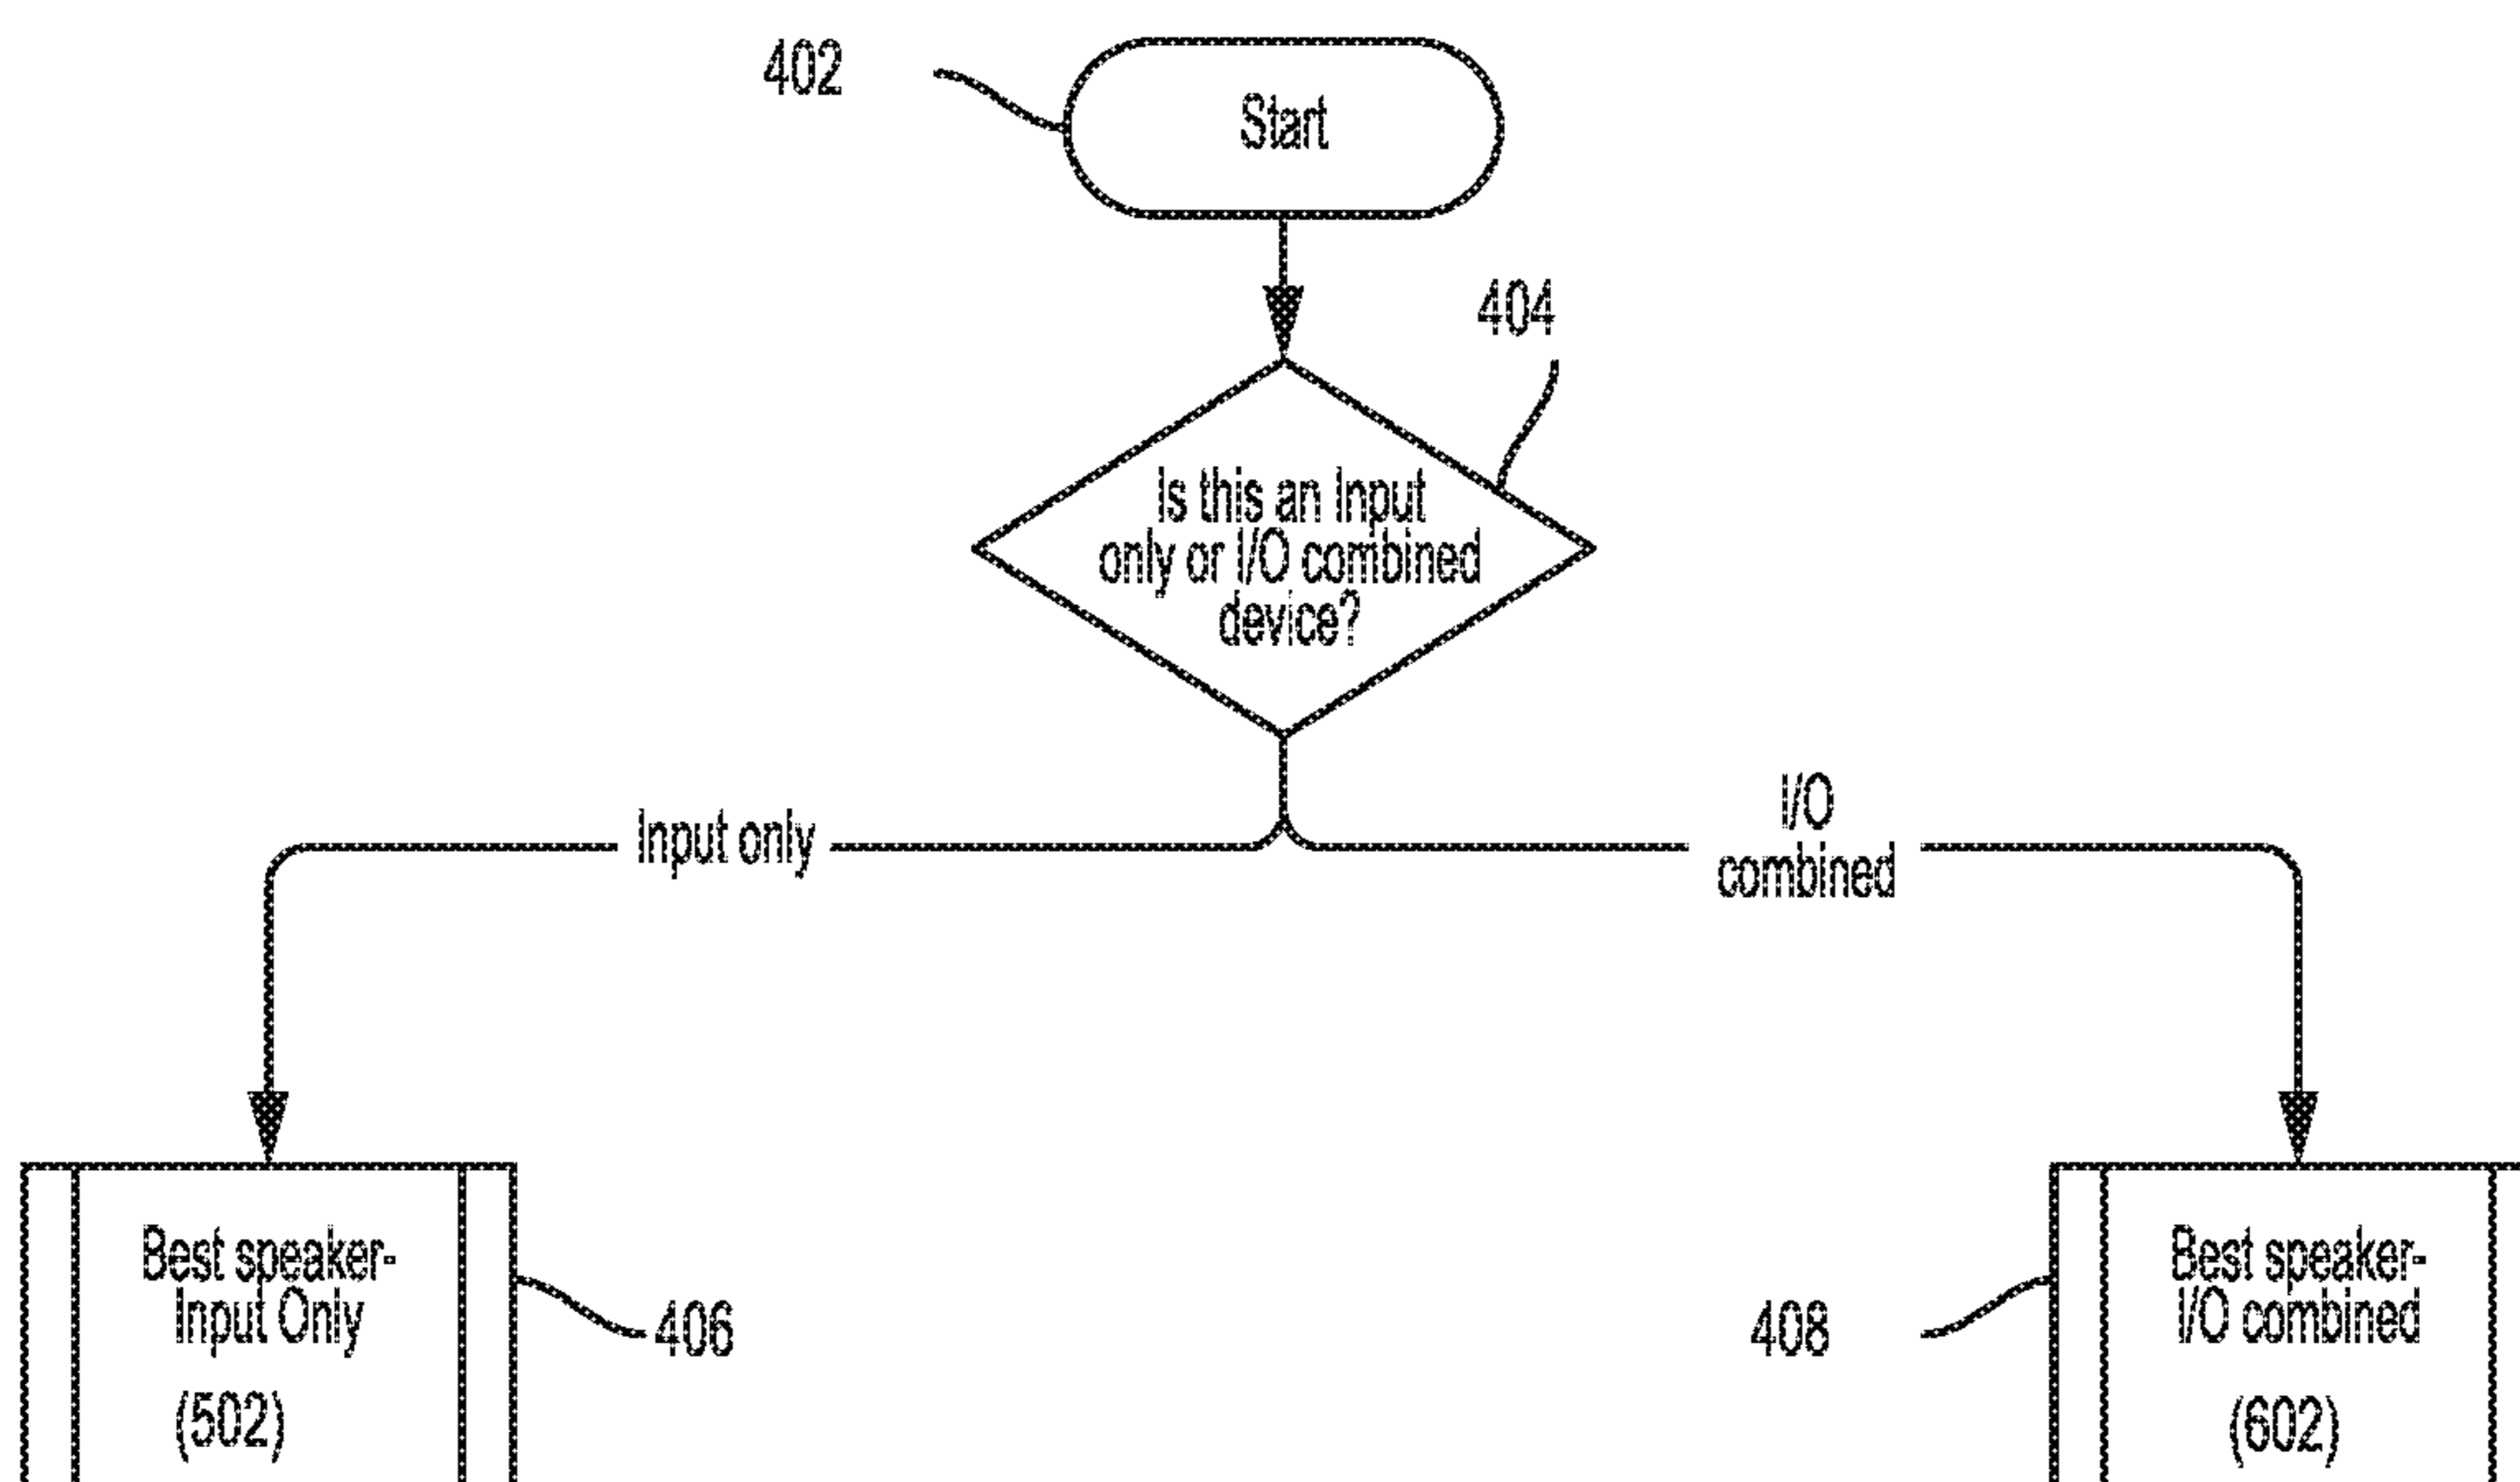 402
Start
404
Is this an Input
only or I/O combined
device?
Input only
I/O
combined
Best speaker-
Input Only
(502)
406
408
Best speaker-
I/O combined
(602)